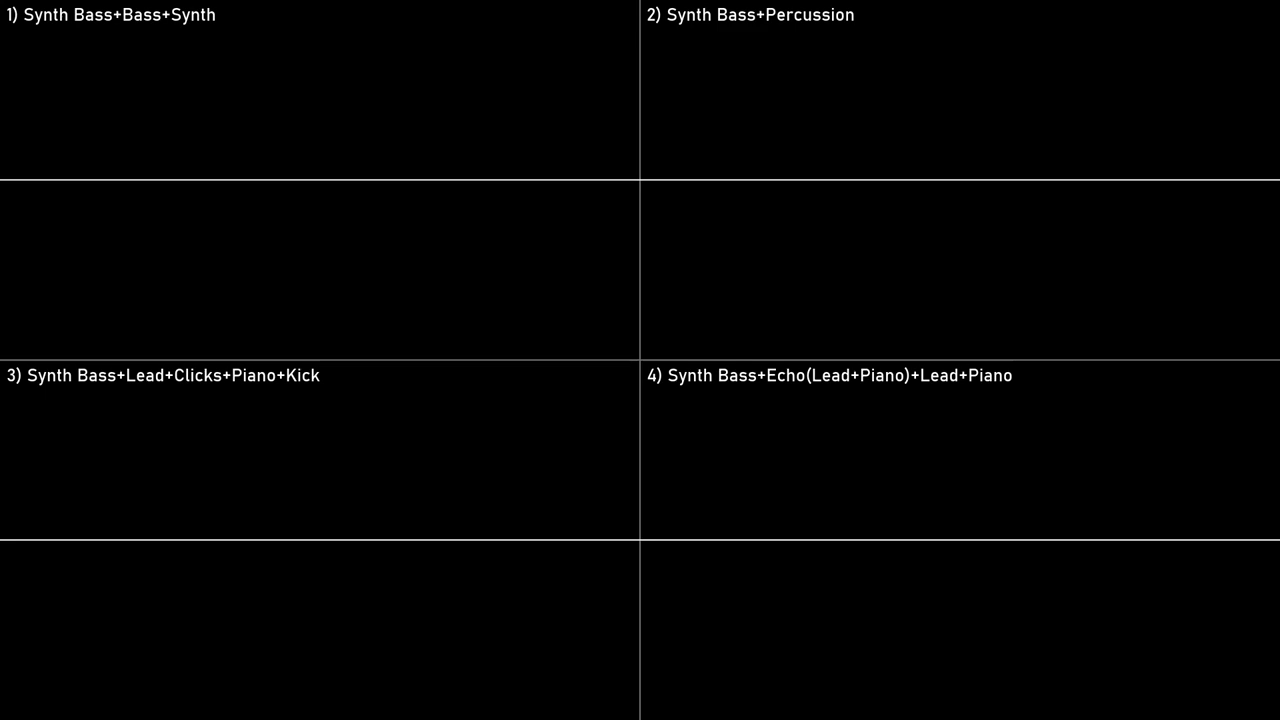 1) Synth Bass+Bass+Synth
2) Synth Bass+Percussion
3) Synth Bass+Lead+Clicks+Piano+Kick
4) Synth Bass+Echo(Lead+Piano)+Lead+Piano